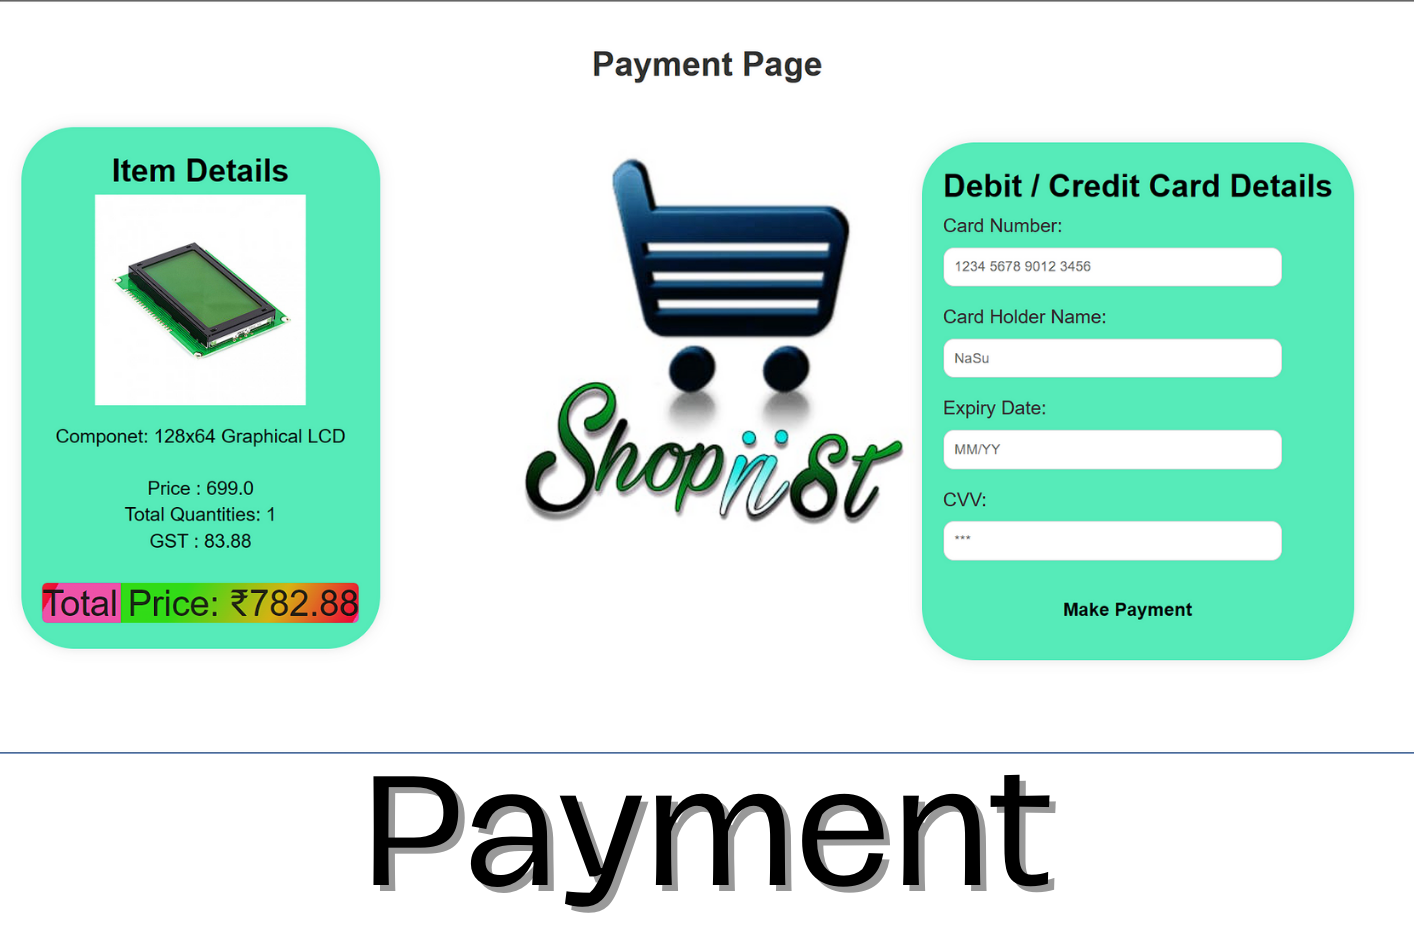 Payment Page
Item Details
Componet: 128x64 Graphical LCD
Price : 699.0
Total Quantities: 1
GST : 83.88
Total Price: ₹782.88
Shopiist
Debit / Credit Card Details
Card Number:
1234 5678 9012 3456
Card Holder Name:
NaSu
Expiry Date:
MM/YY
CVV:
***
Make Payment
Payment